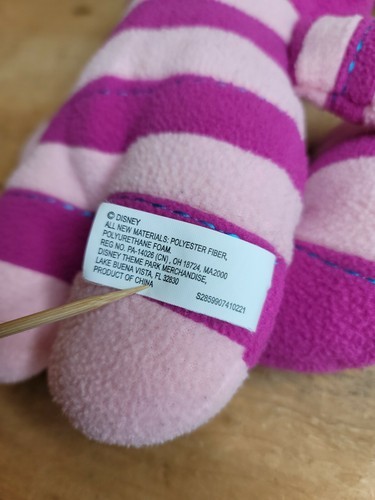 © DISNEY
ALL NEW MATERIALS: POLYESTER FIBER,
POLYURETHANE FOAM.
REG NO. PA-14026 (CN), OH 18724, MA2000
DISNEY THEME PARK MERCHANDISE,
LAKE BUENA VISTA, FL 32830
PRODUCT OF CHINA
S2859907410221